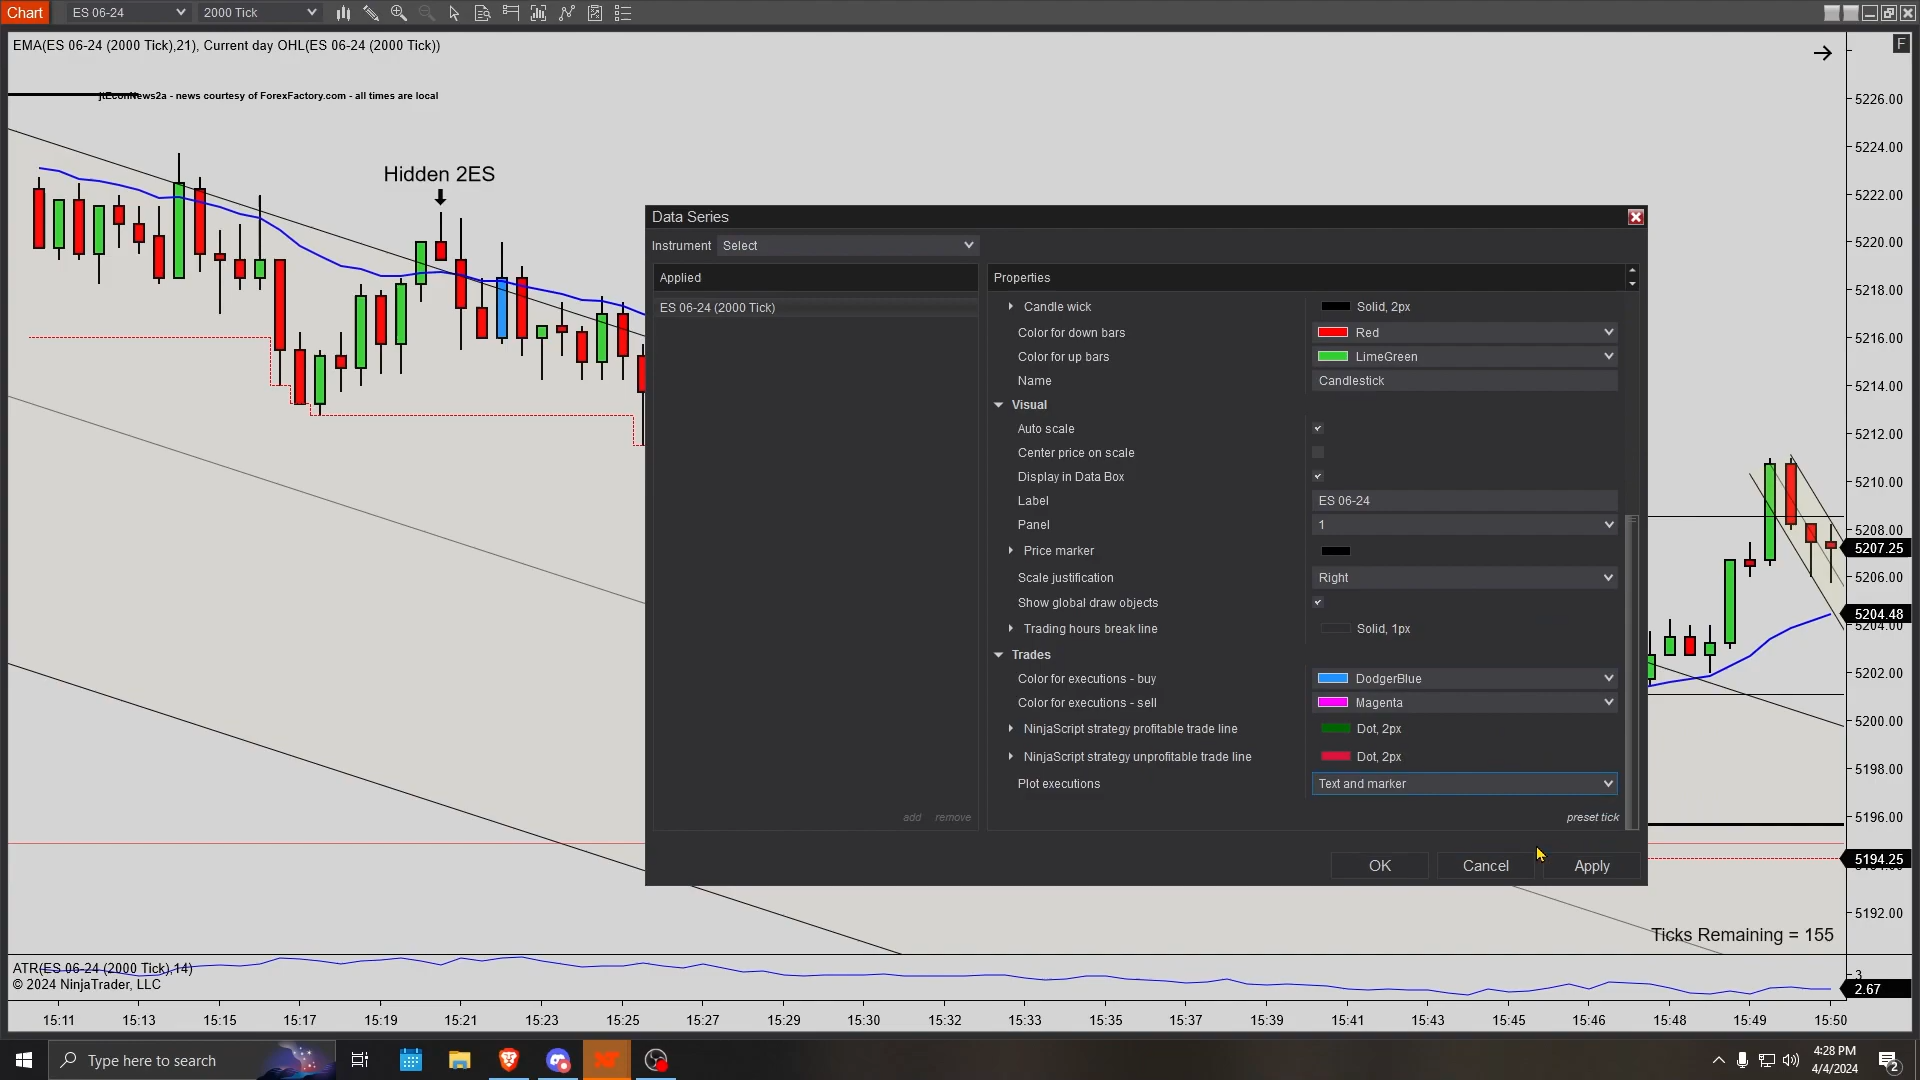 Chart ES 06-24 2000 Tick
EMA(ES 06-24 (2000 Tick),21), Current day OHL(ES 06-24 (2000 Tick))
F
jtEconNews2a - news courtesy of ForexFactory.com - all times are local
Hidden 2ES
Data Series
Instrument Select
Applied
ES 06-24 (2000 Tick)
add remove
Properties
Candle wick Solid, 2px
Color for down bars Red
Color for up bars LimeGreen
Name Candlestick
Visual
Auto scale
Center price on scale
Display in Data Box
Label ES 06-24
Panel 1
Price marker
Scale justification Right
Show global draw objects
Trading hours break line Solid, 1px
Trades
Color for executions - buy DodgerBlue
Color for executions - sell Magenta
NinjaScript strategy profitable trade line Dot, 2px
NinjaScript strategy unprofitable trade line Dot, 2px
Plot executions Text and marker
preset tick
OK Cancel Apply
5226.00
5224.00
5222.00
5220.00
5218.00
5216.00
5214.00
5212.00
5210.00
5208.00
5207.25
5206.00
5204.48
5204.00
5202.00
5200.00
5198.00
5196.00
5194.25
5192.00
Ticks Remaining = 155
ATR(ES 06-24 (2000 Tick),14)
© 2024 NinjaTrader, LLC
3
2.67
15:11 15:13 15:15 15:17 15:19 15:21 15:23 15:25 15:27 15:29 15:30 15:32 15:33 15:35 15:37 15:39 15:41 15:43 15:45 15:46 15:48 15:49 15:50
Type here to search
4:28 PM
4/4/2024
2